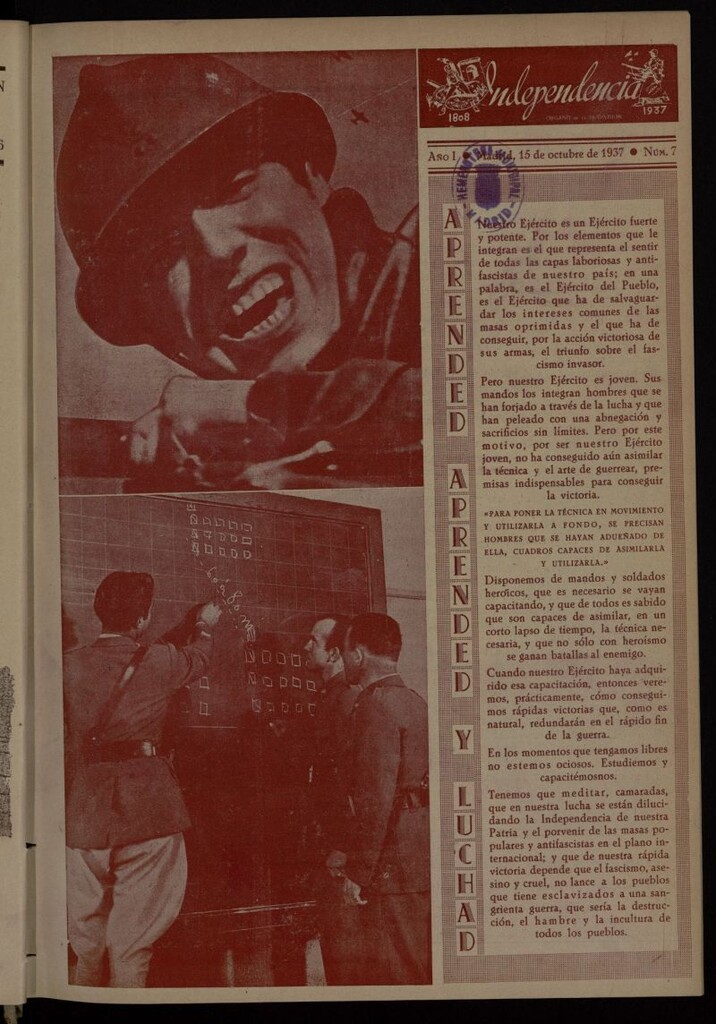 Independencia
1808
1937
Año I ● Madrid, 15 de octubre de 1937 ● Núm. 7
HEMEROTECA MUNICIPAL
MADRID
APRENDED APRENDED Y LUCHAD
Nuestro Ejército es un Ejército fuerte
y potente. Por los elementos que le
integran es el que representa el sentir
de todas las capas laboriosas y anti-
fascistas de nuestro país; en una
palabra, es el Ejército del Pueblo,
es el Ejército que ha de salvaguar-
dar los intereses comunes de las
masas oprimidas y el que ha de
conseguir, por la acción victoriosa de
sus armas, el triunfo sobre el fas-
cismo invasor.
Pero nuestro Ejército es joven. Sus
mandos los integran hombres que se
han forjado a través de la lucha y que
han peleado con una abnegación y
sacrificios sin límites. Pero por este
motivo, por ser nuestro Ejército
joven, no ha conseguido aún asimilar
la técnica y el arte de guerrear, pre-
misas indispensables para conseguir
la victoria.
«PARA PONER LA TÉCNICA EN MOVIMIENTO
Y UTILIZARLA A FONDO, SE PRECISAN
HOMBRES QUE SE HAYAN ADUEÑADO DE
ELLA, CUADROS CAPACES DE ASIMILARLA
Y UTILIZARLA.»
Disponemos de mandos y soldados
heroicos, que es necesario se vayan
capacitando, y que de todos es sabido
que son capaces de asimilar, en un
corto lapso de tiempo, la técnica ne-
cesaria, y que no sólo con heroísmo
se ganan batallas al enemigo.
Cuando nuestro Ejército haya adqui-
rido esa capacitación, entonces vere-
mos, prácticamente, cómo consegui-
mos rápidas victorias que, como es
natural, redundarán en el rápido fin
de la guerra.
En los momentos que tengamos libres
no estemos ociosos. Estudiemos y
capacitémosnos.
Tenemos que meditar, camaradas,
que en nuestra lucha se están diluci-
dando la Independencia de nuestra
Patria y el porvenir de las masas po-
pulares y antifascistas en el plano in-
ternacional; y que de nuestra rápida
victoria depende que el fascismo, ase-
sino y cruel, no lance a los pueblos
que tiene esclavizados a una san-
grienta guerra, que sería la destruc-
ción, el hambre y la incultura de
todos los pueblos.